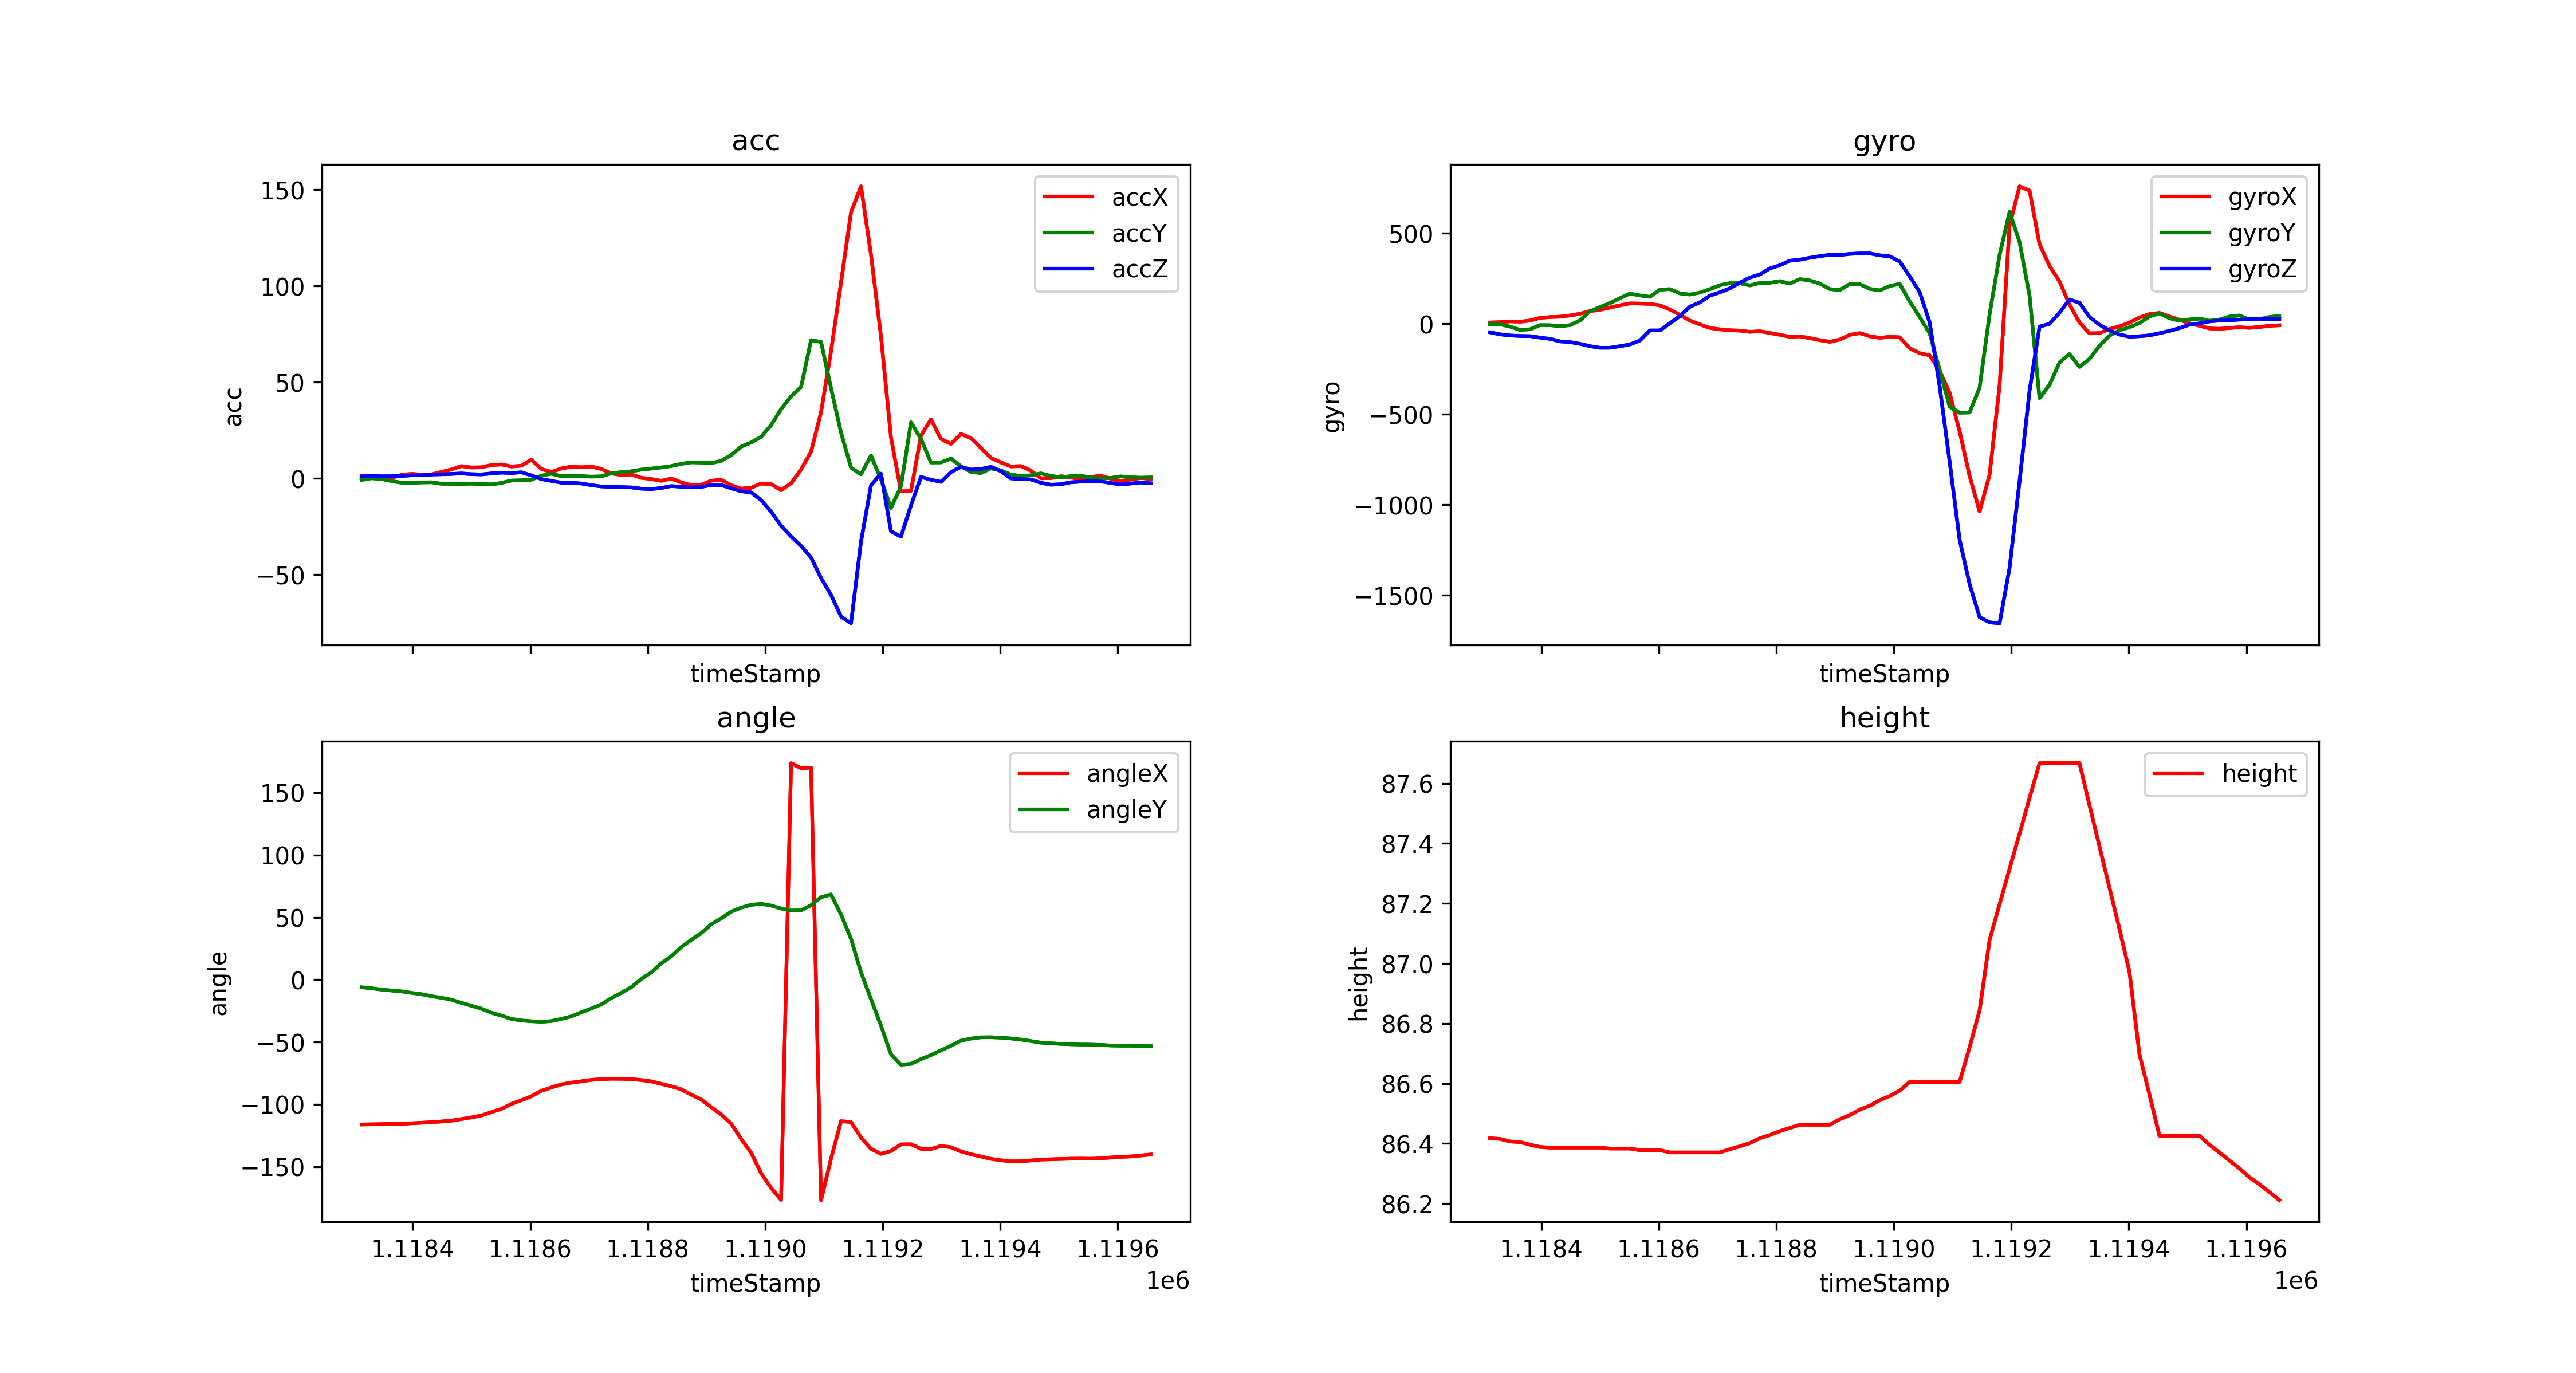 acc
150
100
50
0
−50
acc
timeStamp
accX
accY
accZ
gyro
500
0
−500
−1000
−1500
gyro
timeStamp
gyroX
gyroY
gyroZ
angle
150
100
50
0
−50
−100
−150
angle
1.1184 1.1186 1.1188 1.1190 1.1192 1.1194 1.1196
timeStamp
1e6
angleX
angleY
height
87.6
87.4
87.2
87.0
86.8
86.6
86.4
86.2
height
1.1184 1.1186 1.1188 1.1190 1.1192 1.1194 1.1196
timeStamp
1e6
height